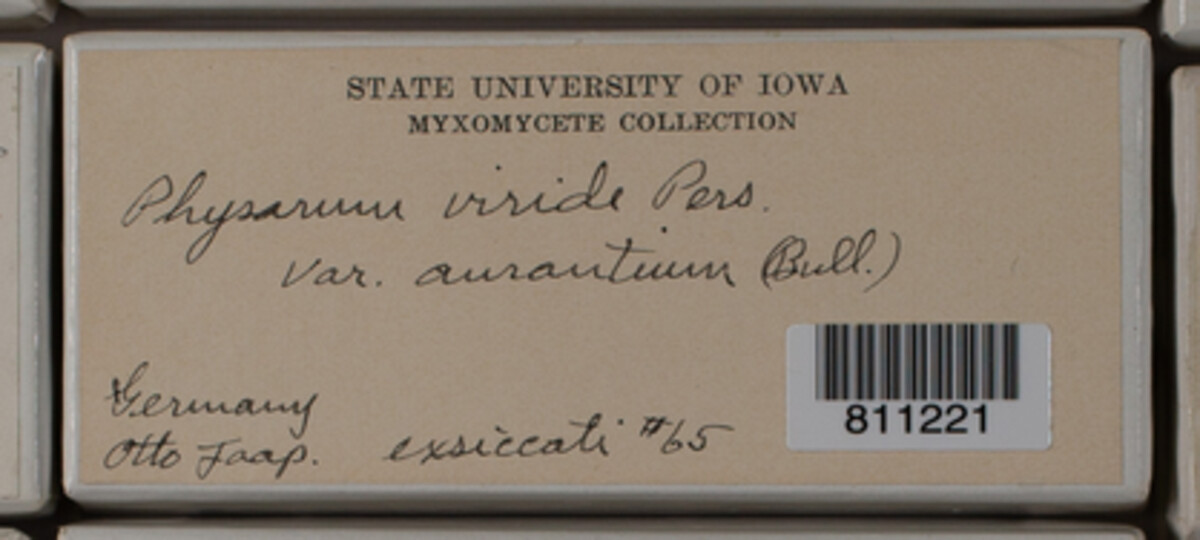 STATE UNIVERSITY OF IOWA
MYXOMYCETE COLLECTION
Physarum viride Pers.
var. aurantium (Bull.)
Germany
Otto Jaap. exsiccati #65
811221